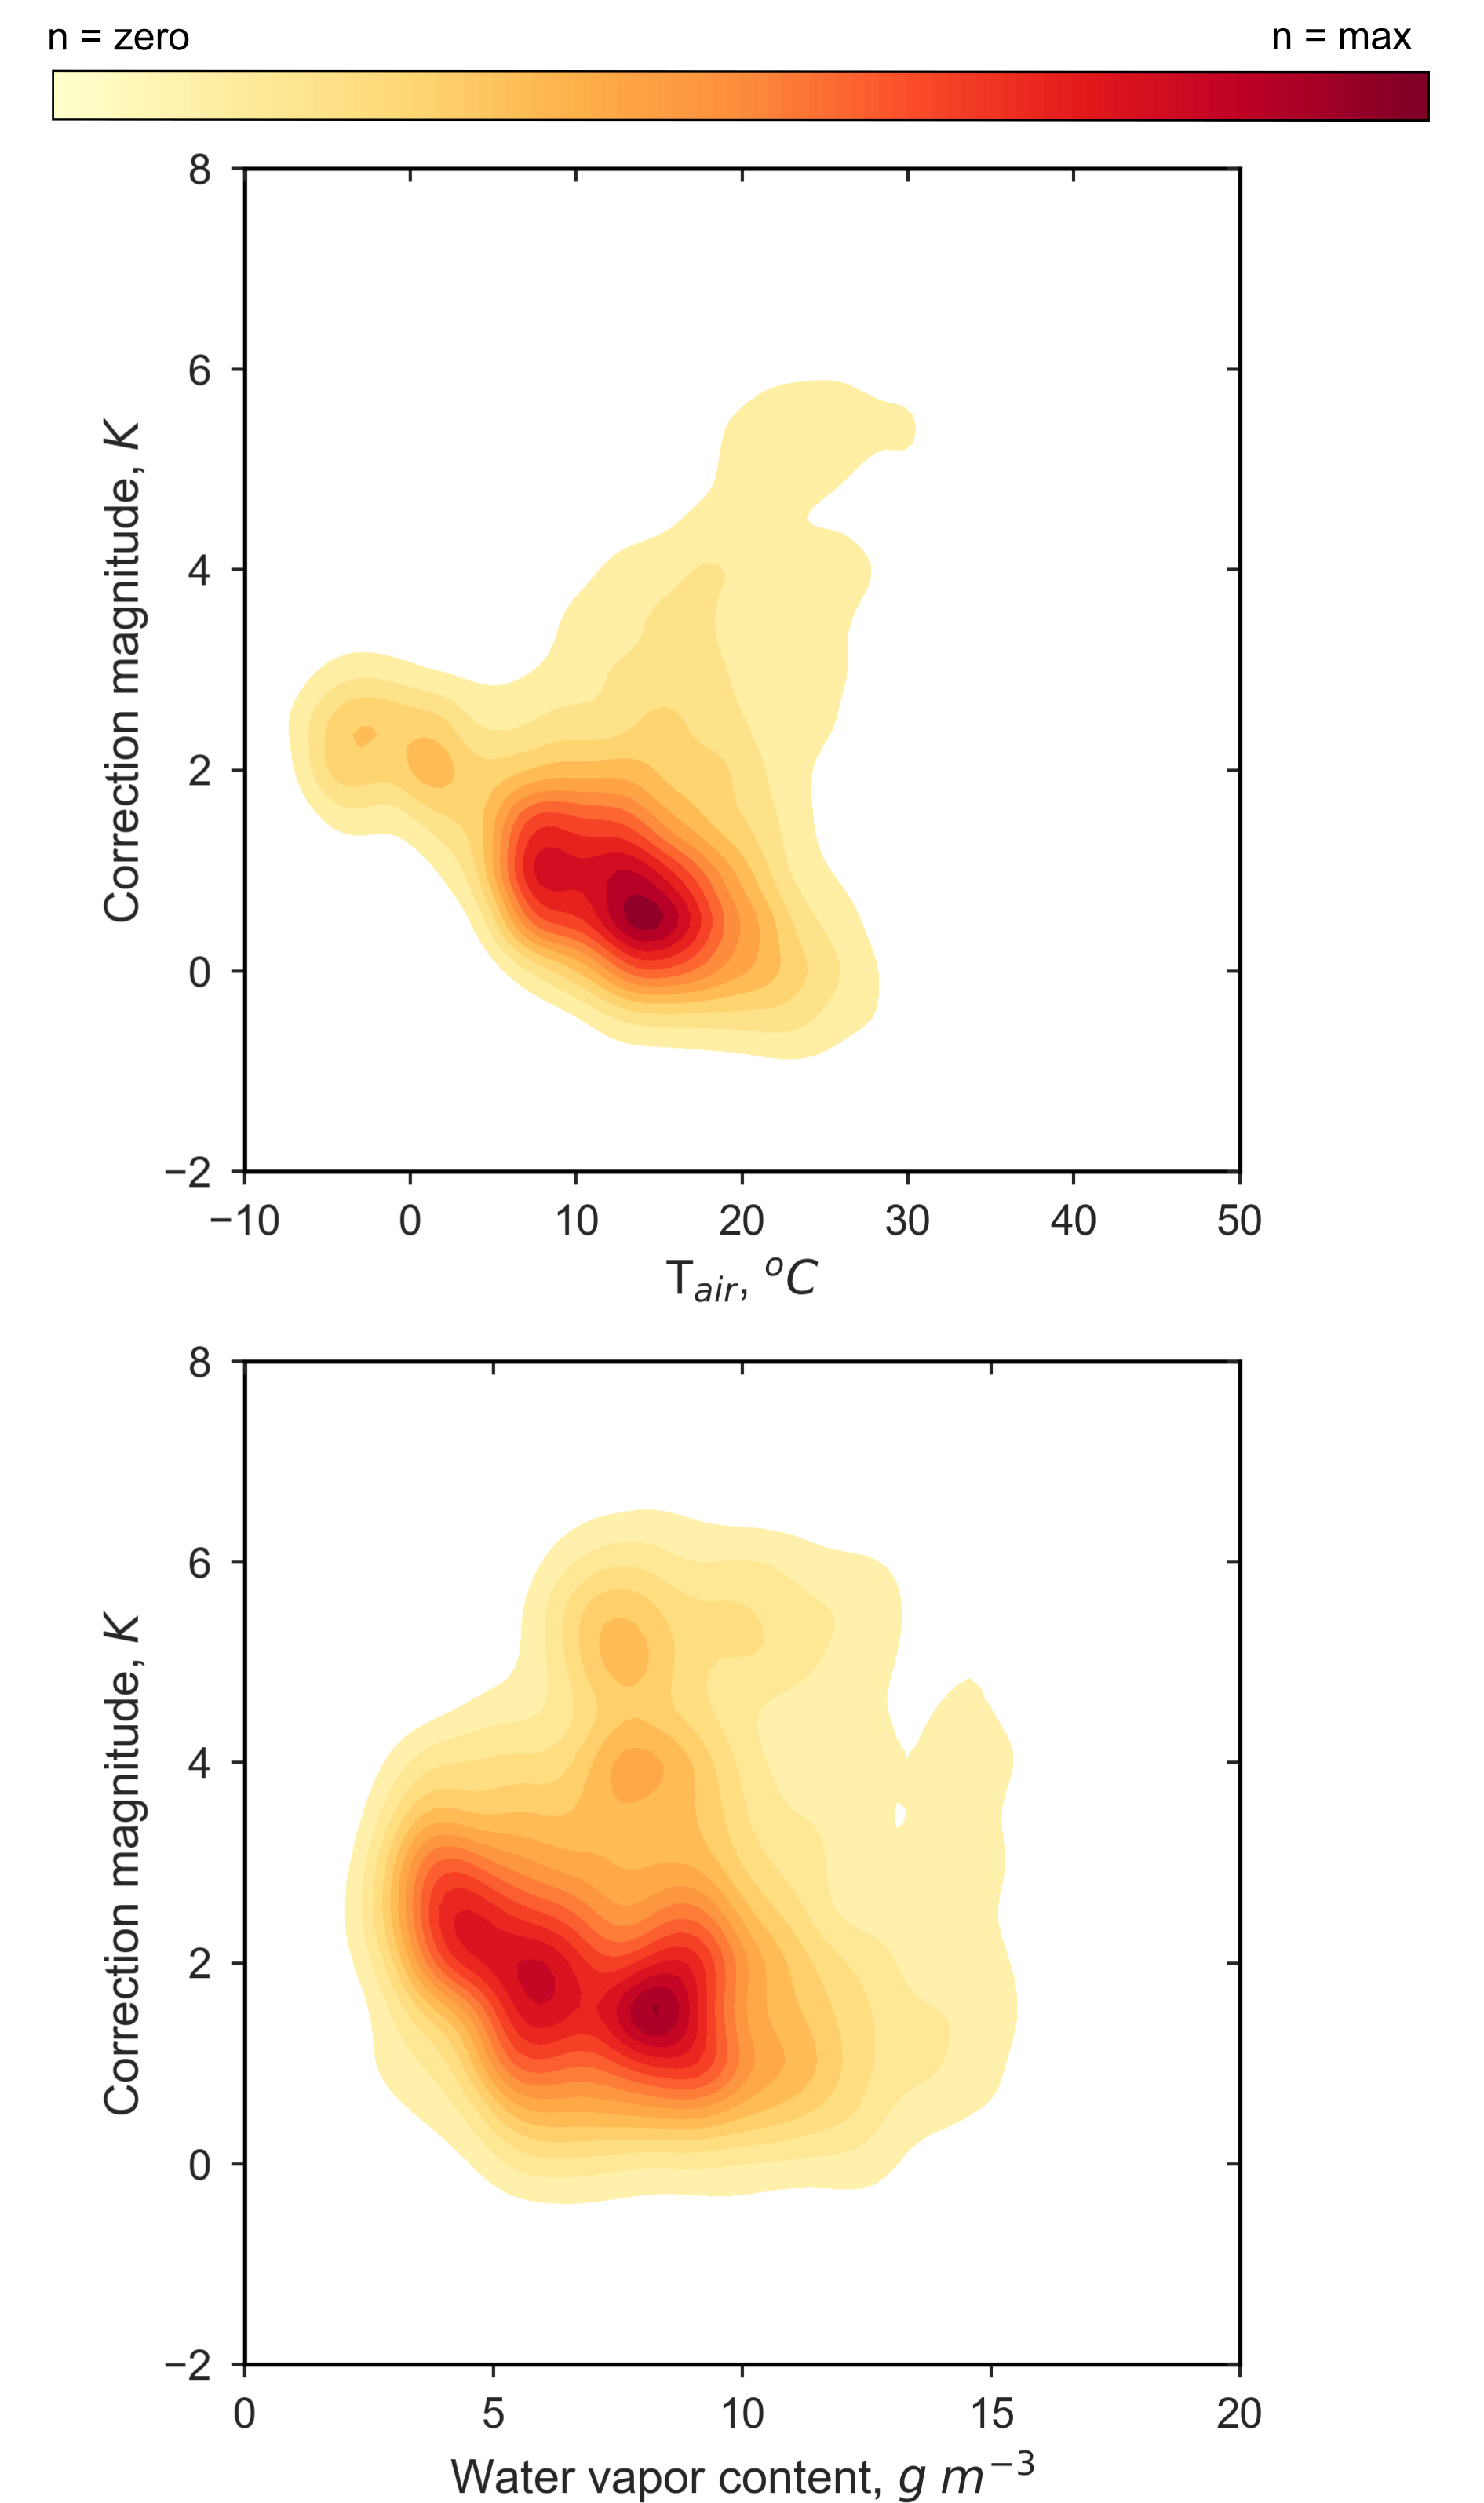 n = zero
n = max
8
6
4
2
0
−2
Correction magnitude, K
−10 0 10 20 30 40 50
Tair, oC
8
6
4
2
0
−2
Correction magnitude, K
0 5 10 15 20
Water vapor content, g m−3